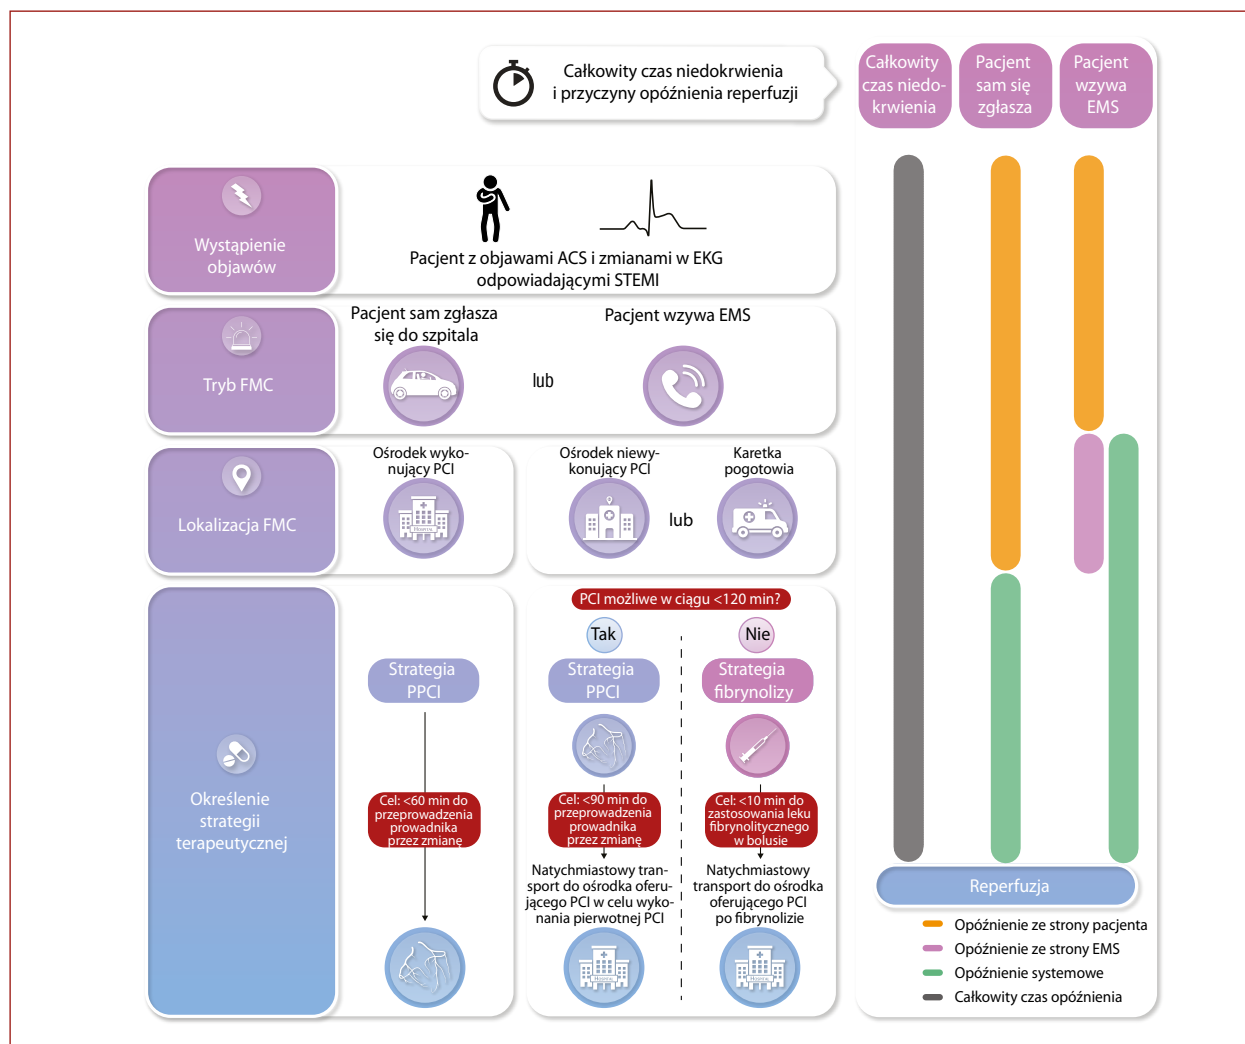 Całkowity czas niedokrwienia
i przyczyny opóźnienia reperfuzji
Całkowity
czas niedo-
krwienia
Pacjent
sam się
zgłasza
Pacjent
wzywa
EMS
Wystąpienie
objawów
Pacjent z objawami ACS i zmianami w EKG
odpowiadającymi STEMI
Tryb FMC
Pacjent sam zgłasza
się do szpitala
lub
Pacjent wzywa EMS
Lokalizacja FMC
Ośrodek wyko-
nujący PCI
HOSPITAL
Ośrodek niewy-
konujący PCI
lub
Karetka
pogotowia
Określenie
strategii
terapeutycznej
Strategia
PPCI
Cel: <60 min do
przeprowadzenia
prowadnika
przez zmianę
PCI możliwe w ciągu <120 min?
Tak
Strategia
PPCI
Cel: <90 min do
przeprowadzenia
prowadnika
przez zmianę
Natychmiastowy tran-
sport do ośrodka oferu-
jącego PCI w celu wyko-
nania pierwotnej PCI
HOSPITAL
Nie
Strategia
fibrynolizy
Cel: <10 min do
zastosowania leku
fibrynolitycznego
w bolusie
Natychmiastowy
transport do ośrodka
oferującego PCI
po fibrynolizie
HOSPITAL
Reperfuzja
Opóźnienie ze strony pacjenta
Opóźnienie ze strony EMS
Opóźnienie systemowe
Całkowity czas opóźnienia